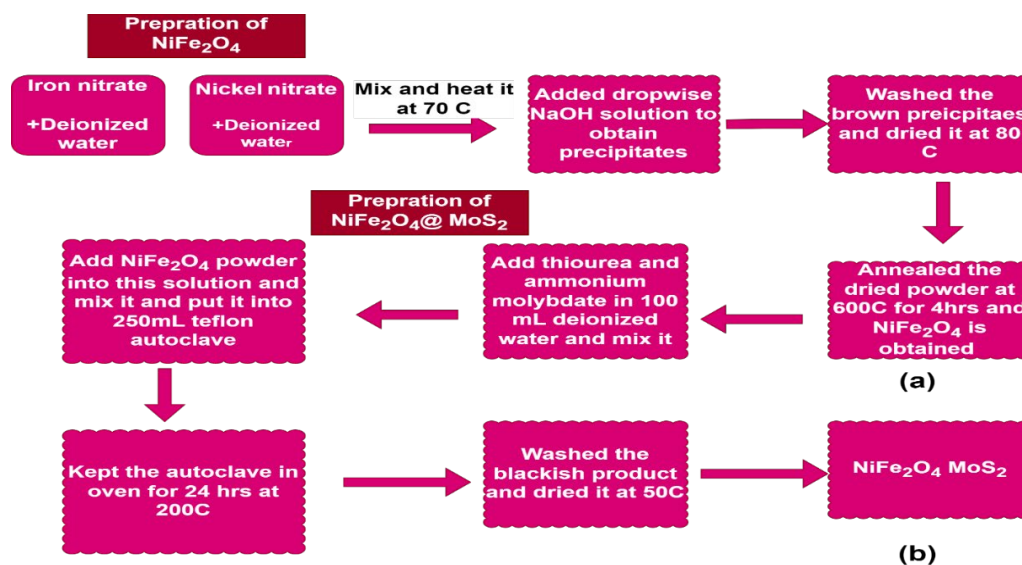 Prepration of
NiFe₂O₄
Iron nitrate
+Deionized
water
Nickel nitrate
+Deionized
water
Mix and heat it
at 70 C
Added dropwise
NaOH solution to
obtain
precipitates
Washed the
brown preicpitaes
and dried it at 80
C
Annealed the
dried powder at
600C for 4hrs and
NiFe₂O₄ is
obtained
(a)
Prepration of
NiFe₂O₄@ MoS₂
Add thiourea and
ammonium
molybdate in 100
mL deionized
water and mix it
Add NiFe₂O₄ powder
into this solution and
mix it and put it into
250mL teflon
autoclave
Kept the autoclave in
oven for 24 hrs at
200C
Washed the
blackish product
and dried it at 50C
NiFe₂O₄ MoS₂
(b)